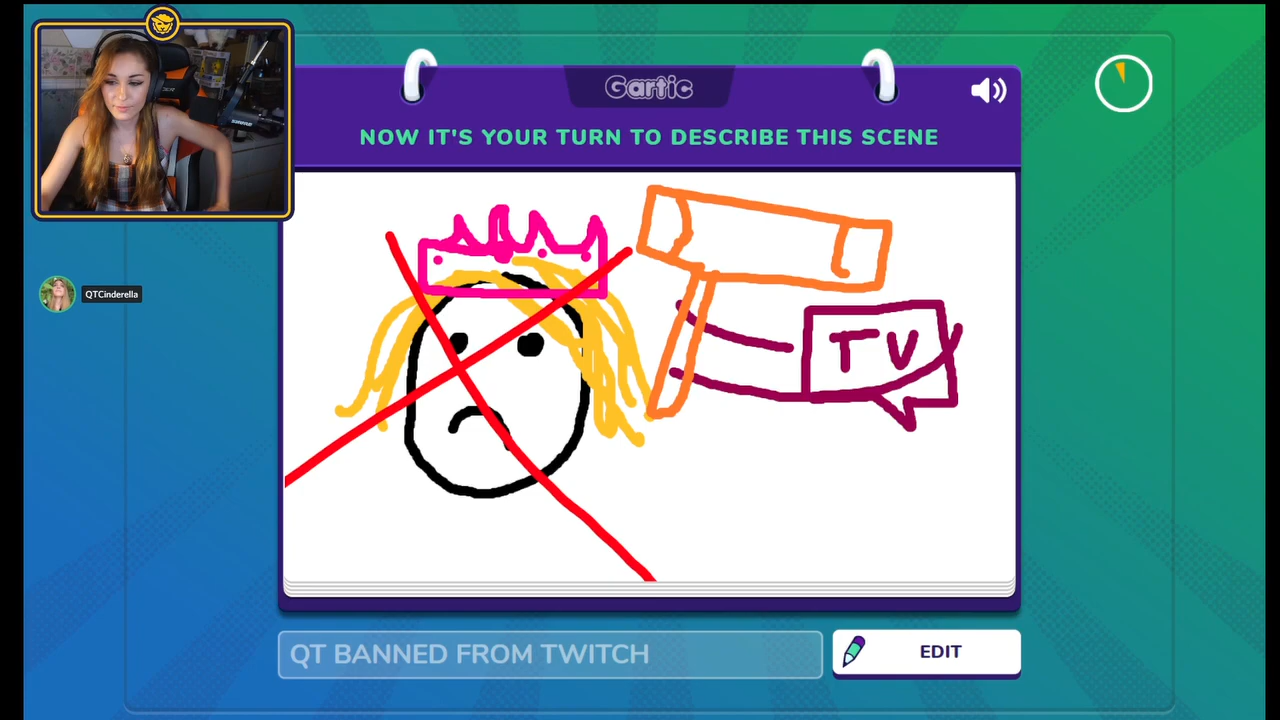 Gartic
NOW IT'S YOUR TURN TO DESCRIBE THIS SCENE
QTCinderella
TV
QT BANNED FROM TWITCH
EDIT